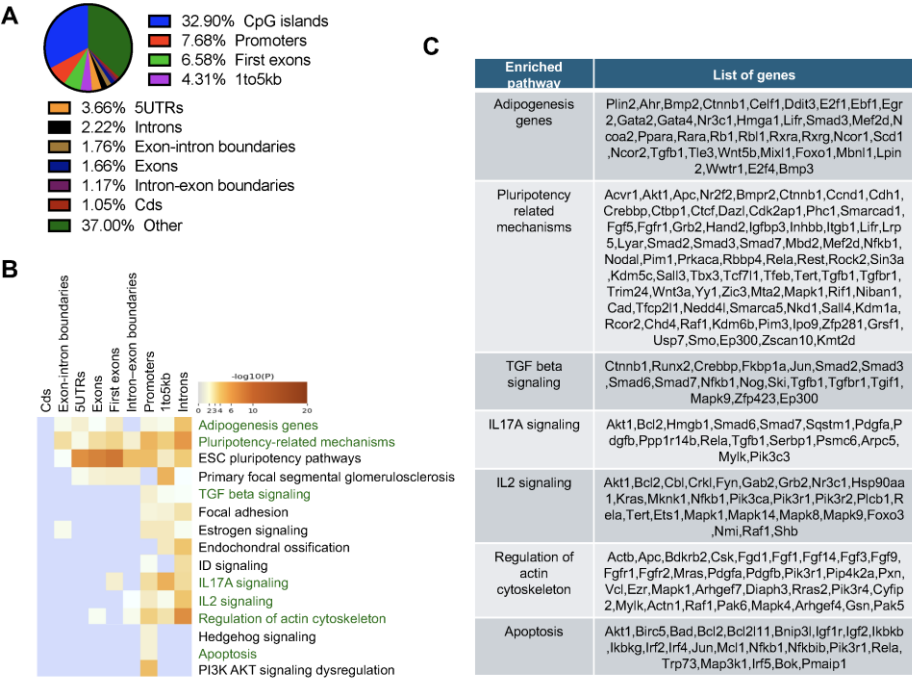 A
32.90% CpG islands
7.68% Promoters
6.58% First exons
4.31% 1to5kb
3.66% 5UTRs
2.22% Introns
1.76% Exon-intron boundaries
1.66% Exons
1.17% Intron-exon boundaries
1.05% Cds
37.00% Other
B
Cds
Exon-intron boundaries
5UTRs
Exons
First exons
Intron-exon boundaries
Promoters
1to5kb
Introns
-log10(P)
0 2 3 4 6 10 20
Adipogenesis genes
Pluripotency-related mechanisms
ESC pluripotency pathways
Primary focal segmental glomerulosclerosis
TGF beta signaling
Focal adhesion
Estrogen signaling
Endochondral ossification
ID signaling
IL17A signaling
IL2 signaling
Regulation of actin cytoskeleton
Hedgehog signaling
Apoptosis
PI3K AKT signaling dysregulation
C
Enriched
pathway
List of genes
Adipogenesis
genes
Plin2,Ahr,Bmp2,Ctnnb1,Celf1,Ddit3,E2f1,Ebf1,Egr
2,Gata2,Gata4,Nr3c1,Hmga1,Lifr,Smad3,Mef2d,N
coa2,Ppara,Rara,Rb1,Rbl1,Rxra,Rxrg,Ncor1,Scd1
,Ncor2,Tgfb1,Tle3,Wnt5b,Mixl1,Foxo1,Mbnl1,Lpin
2,Wwtr1,E2f4,Bmp3
Pluripotency
related
mechanisms
Acvr1,Akt1,Apc,Nr2f2,Bmpr2,Ctnnb1,Ccnd1,Cdh1,
Crebbp,Ctbp1,Ctcf,Dazl,Cdk2ap1,Phc1,Smarcad1,
Fgf5,Fgfr1,Grb2,Hand2,Igfbp3,Inhbb,Itgb1,Lifr,Lrp
5,Lyar,Smad2,Smad3,Smad7,Mbd2,Mef2d,Nfkb1,
Nodal,Pim1,Prkaca,Rbbp4,Rela,Rest,Rock2,Sin3a
,Kdm5c,Sall3,Tbx3,Tcf7l1,Tfeb,Tert,Tgfb1,Tgfbr1,
Trim24,Wnt3a,Yy1,Zic3,Mta2,Mapk1,Rif1,Niban1,
Cad,Tfcp2l1,Nedd4l,Smarca5,Nkd1,Sall4,Kdm1a,
Rcor2,Chd4,Raf1,Kdm6b,Pim3,Ipo9,Zfp281,Grsf1,
Usp7,Smo,Ep300,Zscan10,Kmt2d
TGF beta
signaling
Ctnnb1,Runx2,Crebbp,Fkbp1a,Jun,Smad2,Smad3
,Smad6,Smad7,Nfkb1,Nog,Ski,Tgfb1,Tgfbr1,Tgif1,
Mapk9,Zfp423,Ep300
IL17A signaling
Akt1,Bcl2,Hmgb1,Smad6,Smad7,Sqstm1,Pdgfa,P
dgfb,Ppp1r14b,Rela,Tgfb1,Serbp1,Psmc6,Arpc5,
Mylk,Pik3c3
IL2 signaling
Akt1,Bcl2,Cbl,Crkl,Fyn,Gab2,Grb2,Nr3c1,Hsp90aa
1,Kras,Mknk1,Nfkb1,Pik3ca,Pik3r1,Pik3r2,Plcb1,R
ela,Tert,Ets1,Mapk1,Mapk14,Mapk8,Mapk9,Foxo3
,Nmi,Raf1,Shb
Regulation of
actin
cytoskeleton
Actb,Apc,Bdkrb2,Csk,Fgd1,Fgf1,Fgf14,Fgf3,Fgf9,
Fgfr1,Fgfr2,Mras,Pdgfa,Pdgfb,Pik3r1,Pip4k2a,Pxn,
Vcl,Ezr,Mapk1,Arhgef7,Diaph3,Rras2,Pik3r4,Cyfip
2,Mylk,Actn1,Raf1,Pak6,Mapk4,Arhgef4,Gsn,Pak5
Apoptosis
Akt1,Birc5,Bad,Bcl2,Bcl2l11,Bnip3l,Igf1r,Igf2,Ikbkb
,Ikbkg,Irf2,Irf4,Jun,Mcl1,Nfkb1,Nfkbib,Pik3r1,Rela,
Trp73,Map3k1,Irf5,Bok,Pmaip1